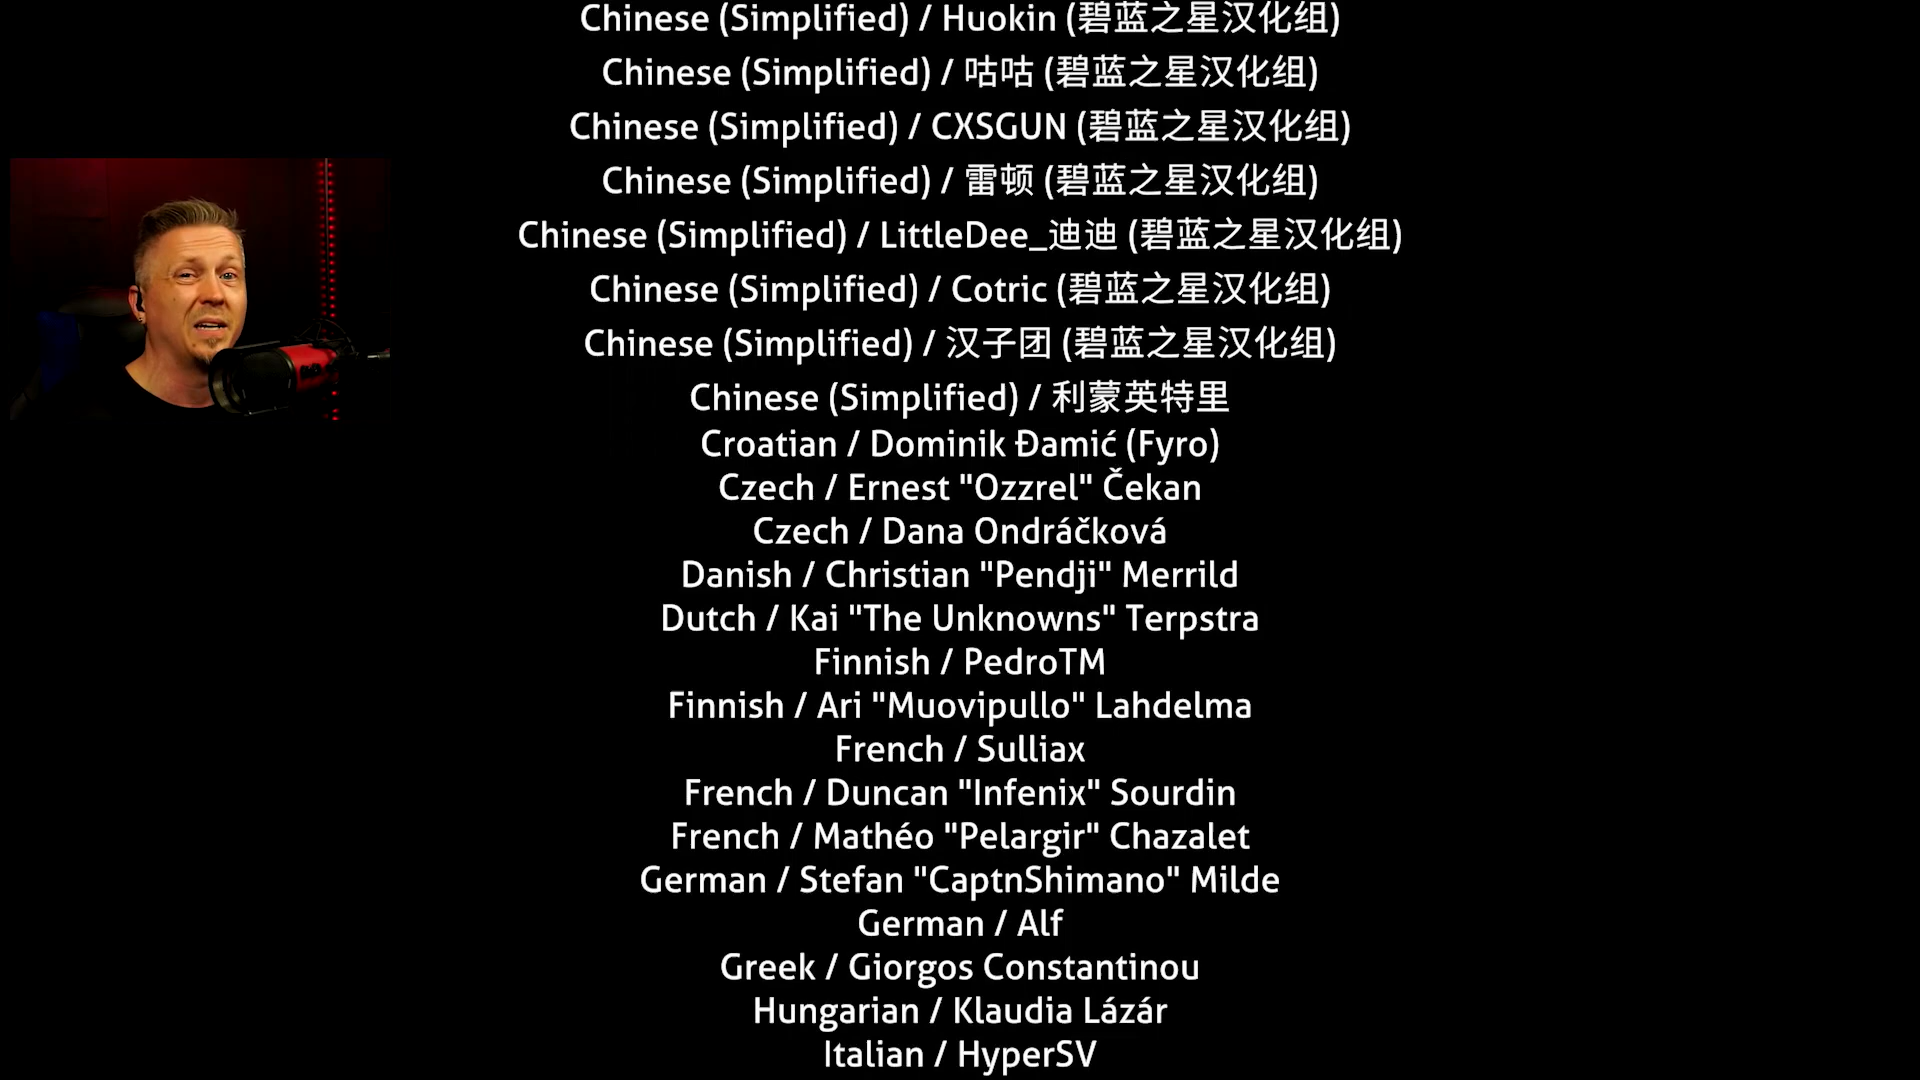 Chinese (Simplified) / Huokin (碧蓝之星汉化组)
Chinese (Simplified) / 咕咕 (碧蓝之星汉化组)
Chinese (Simplified) / CXSGUN (碧蓝之星汉化组)
Chinese (Simplified) / 雷顿 (碧蓝之星汉化组)
Chinese (Simplified) / LittleDee_迪迪 (碧蓝之星汉化组)
Chinese (Simplified) / Cotric (碧蓝之星汉化组)
Chinese (Simplified) / 汉子团 (碧蓝之星汉化组)
Chinese (Simplified) / 利蒙英特里
Croatian / Dominik Đamić (Fyro)
Czech / Ernest "Ozzrel" Čekan
Czech / Dana Ondráčková
Danish / Christian "Pendji" Merrild
Dutch / Kai "The Unknowns" Terpstra
Finnish / PedroTM
Finnish / Ari "Muovipullo" Lahdelma
French / Sulliax
French / Duncan "Infenix" Sourdin
French / Mathéo "Pelargir" Chazalet
German / Stefan "CaptnShimano" Milde
German / Alf
Greek / Giorgos Constantinou
Hungarian / Klaudia Lázár
Italian / HyperSV